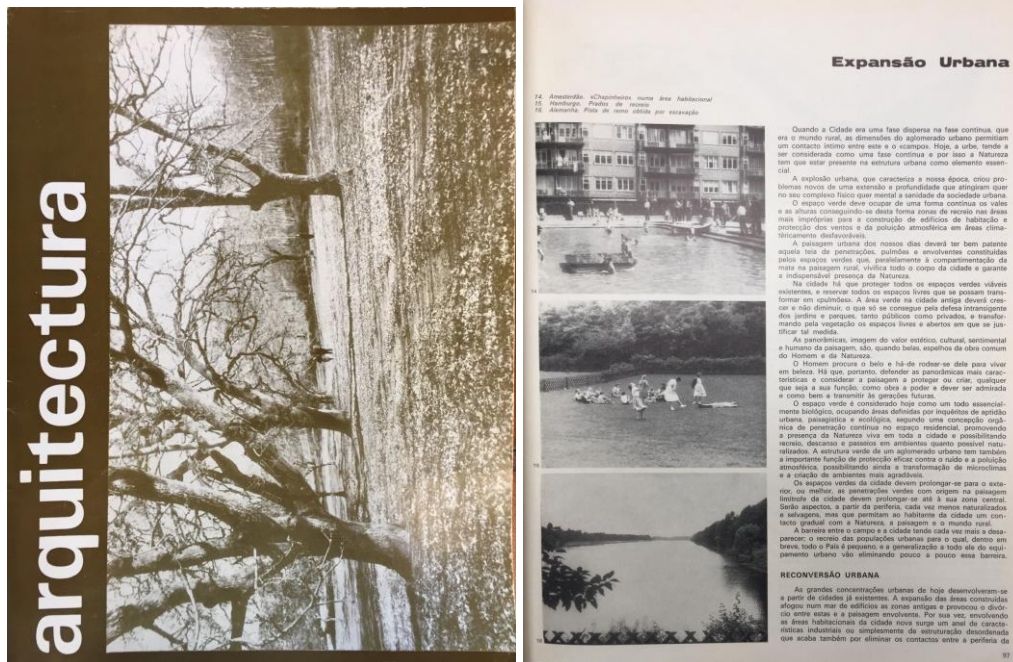 arquitectura
Expansão Urbana
14. Amesterdão. «Chapinheiro» numa área habitacional
15. Hamburgo. Prados de recreio
16. Alemanha. Pista de remo obtida por escavação
Quando a Cidade era uma fase dispersa na fase contínua, que
era o mundo rural, as dimensões do aglomerado urbano permitiam
um contacto íntimo entre este e o «campo». Hoje, a urbe, tende a
ser considerada como uma fase contínua e por isso a Natureza
tem que estar presente na estrutura urbana como elemento essen-
cial.
A explosão urbana, que caracteriza a nossa época, criou pro-
blemas novos de uma extensão e profundidade que atingiram quer
no seu complexo físico quer mental a sanidade da sociedade urbana.
O espaço verde deve ocupar de uma forma contínua os vales
e as alturas conseguindo-se desta forma zonas de recreio nas áreas
mais impróprias para a construção de edifícios de habitação e
protecção dos ventos e da poluição atmosférica em áreas clima-
téricamente desfavoráveis.
A paisagem urbana dos nossos dias deverá ter bem patente
aquela teia de penetrações, pulmões e envolventes constituídas
pelos espaços verdes que, paralelamente à compartimentação da
mata na paisagem rural, vivifica todo o corpo da cidade e garante
a indispensável presença da Natureza.
Na cidade há que proteger todos os espaços verdes viáveis
existentes, e reservar todos os espaços livres que se possam trans-
formar em «pulmões». A área verde na cidade antiga deverá cres-
cer e não diminuir, o que só se consegue pela defesa intransigente
dos jardins e parques, tanto públicos como privados, e transfor-
mando pela vegetação os espaços livres e abertos em que se jus-
tificar tal medida.
As panorâmicas, imagem do valor estético, cultural, sentimental
e humano da paisagem, são, quando belas, espelhos da obra comum
do Homem e da Natureza.
O Homem procura o belo e há-de rodear-se dele para viver
em beleza. Há que, portanto, defender as panorâmicas mais carac-
terísticas e considerar a paisagem a proteger ou criar, qualquer
que seja a sua função, como obra a poder e dever ser admirada
e como bem a transmitir às gerações futuras.
O espaço verde é considerado hoje como um todo essencial-
mente biológico, ocupando áreas definidas por inquéritos de aptidão
urbana, paisagística e ecológica, segundo uma concepção orgâ-
nica de penetração contínua no espaço residencial, promovendo
a presença da Natureza viva em toda a cidade e possibilitando
recreio, descanso e passeios em ambientes quanto possível natu-
ralizados. A estrutura verde de um aglomerado urbano tem também
a importante função de protecção eficaz contra o ruído e a poluição
atmosférica, possibilitando ainda a transformação de microclimas
e a criação de ambientes mais agradáveis.
Os espaços verdes da cidade devem prolongar-se para o exte-
rior, ou melhor, as penetrações verdes com origem na paisagem
limítrofe da cidade devem prolongar-se até à sua zona central.
Serão aspectos, a partir da periferia, cada vez menos naturalizados
e selvagens, mas que permitam ao habitante da cidade um con-
tacto gradual com a Natureza, a paisagem e o mundo rural.
A barreira entre o campo e a cidade tende cada vez mais a desa-
parecer; o recreio das populações urbanas para o qual, dentro em
breve, todo o País é pequeno, e a generalização a todo ele do equi-
pamento urbano vão eliminando pouco a pouco essa barreira.
RECONVERSÃO URBANA
As grandes concentrações urbanas de hoje desenvolveram-se
a partir de cidades já existentes. A expansão das áreas construídas
afogou num mar de edifícios as zonas antigas e provocou o divór-
cio entre estas e a paisagem envolvente. Por sua vez, envolvendo
as áreas habitacionais da cidade nova surge um anel de caracte-
rísticas industriais ou simplesmente de estruturação desordenada
que acaba também por eliminar os contactos entre a periferia da
14
15
16
97